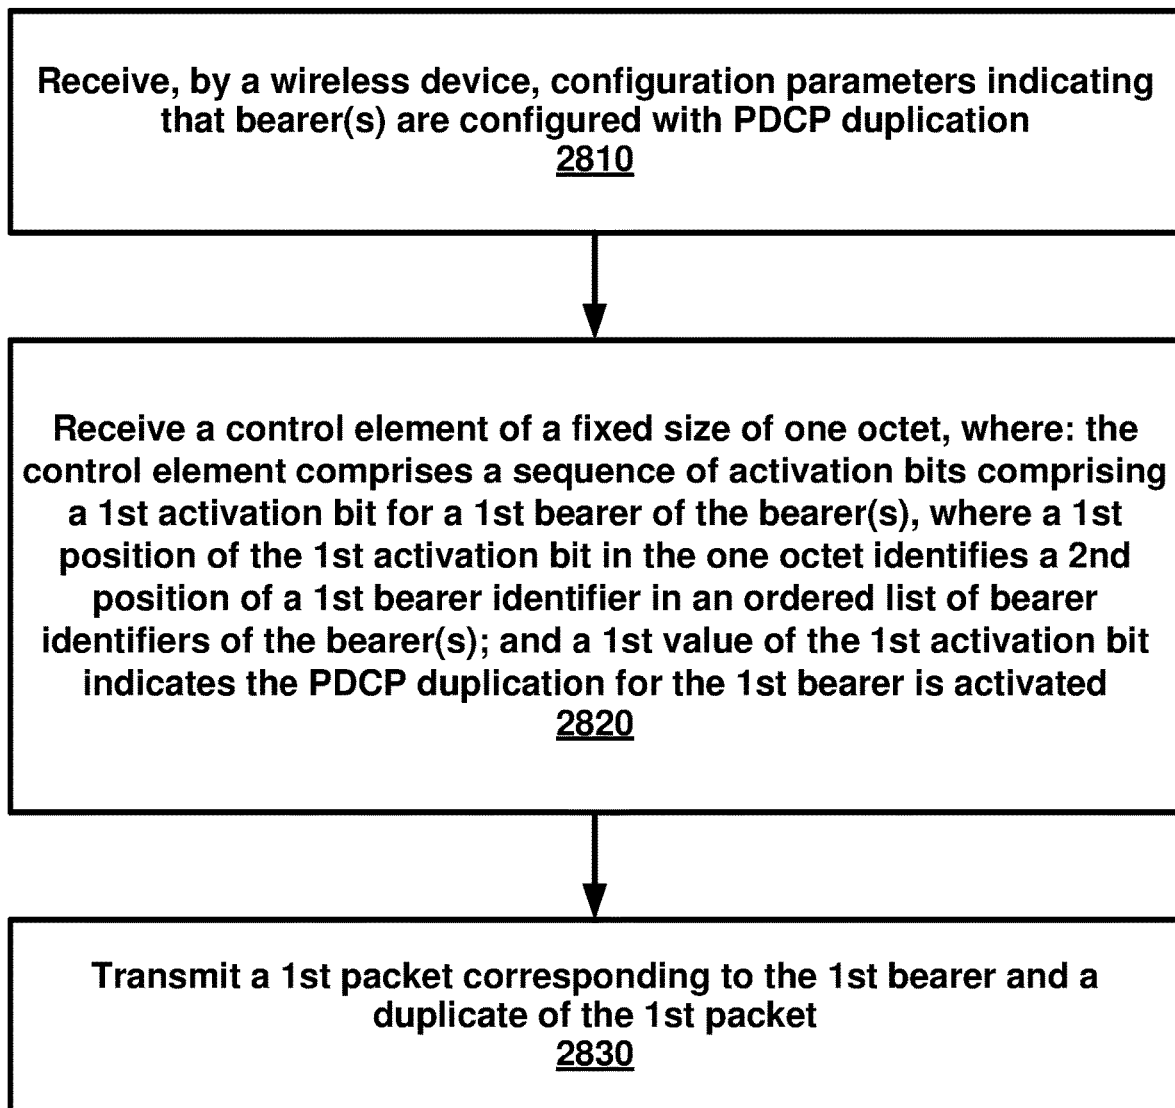 Receive, by a wireless device, configuration parameters indicating
that bearer(s) are configured with PDCP duplication
2810
Receive a control element of a fixed size of one octet, where: the
control element comprises a sequence of activation bits comprising
a 1st activation bit for a 1st bearer of the bearer(s), where a 1st
position of the 1st activation bit in the one octet identifies a 2nd
position of a 1st bearer identifier in an ordered list of bearer
identifiers of the bearer(s); and a 1st value of the 1st activation bit
indicates the PDCP duplication for the 1st bearer is activated
2820
Transmit a 1st packet corresponding to the 1st bearer and a
duplicate of the 1st packet
2830